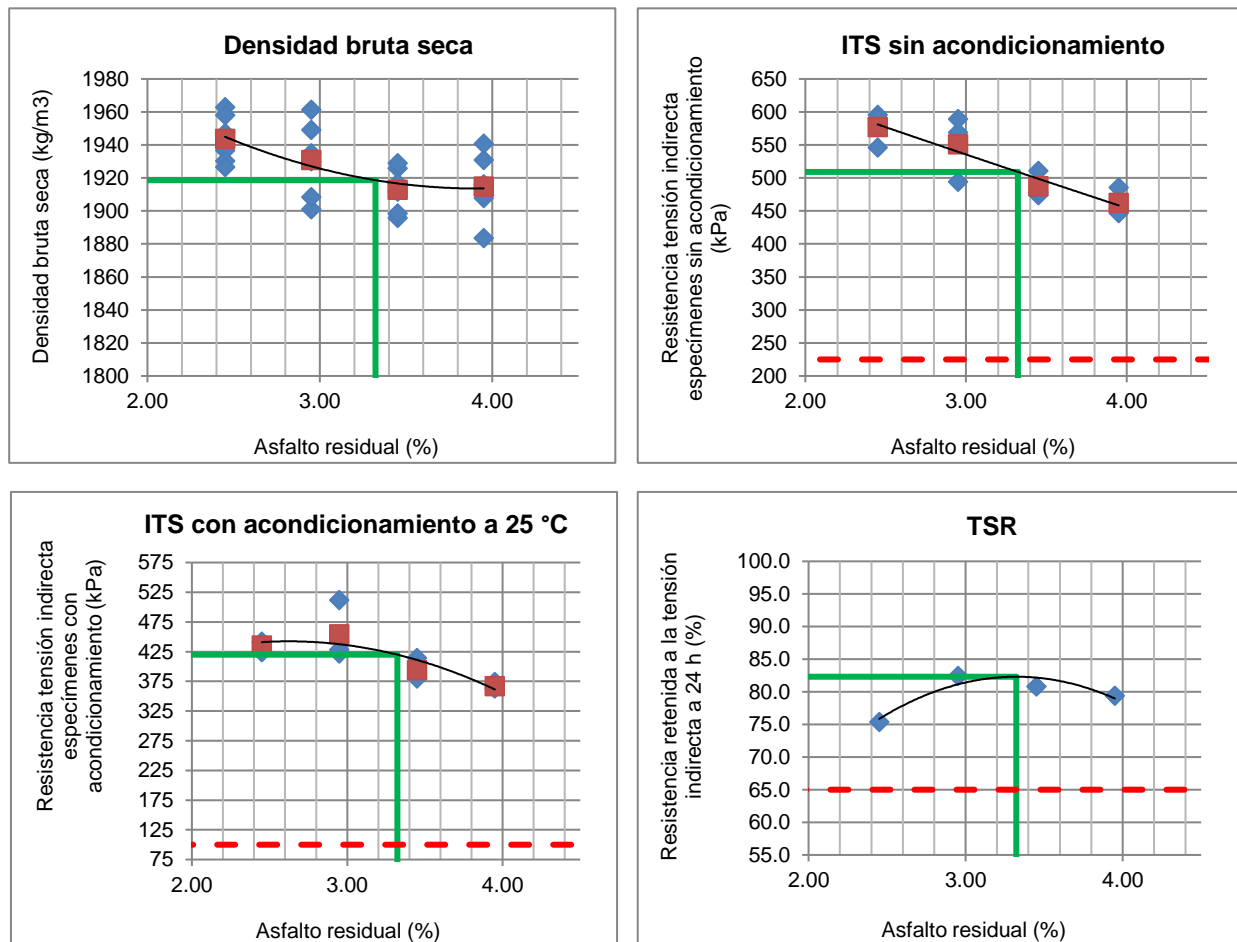 Densidad bruta seca
Densidad bruta seca (kg/m3)
1980
1960
1940
1920
1900
1880
1860
1840
1820
1800
2.00 3.00 4.00
Asfalto residual (%)
ITS sin acondicionamiento
Resistencia tensión indirecta
especímenes sin acondicionamiento
(kPa)
650
600
550
500
450
400
350
300
250
200
2.00 3.00 4.00
Asfalto residual (%)
ITS con acondicionamiento a 25 °C
Resistencia tensión indirecta
especímenes con
acondicionamiento (kPa)
575
525
475
425
375
325
275
225
175
125
75
2.00 3.00 4.00
Asfalto residual (%)
TSR
Resistencia retenida a la tensión
indirecta a 24 h (%)
100.0
95.0
90.0
85.0
80.0
75.0
70.0
65.0
60.0
55.0
2.00 3.00 4.00
Asfalto residual (%)